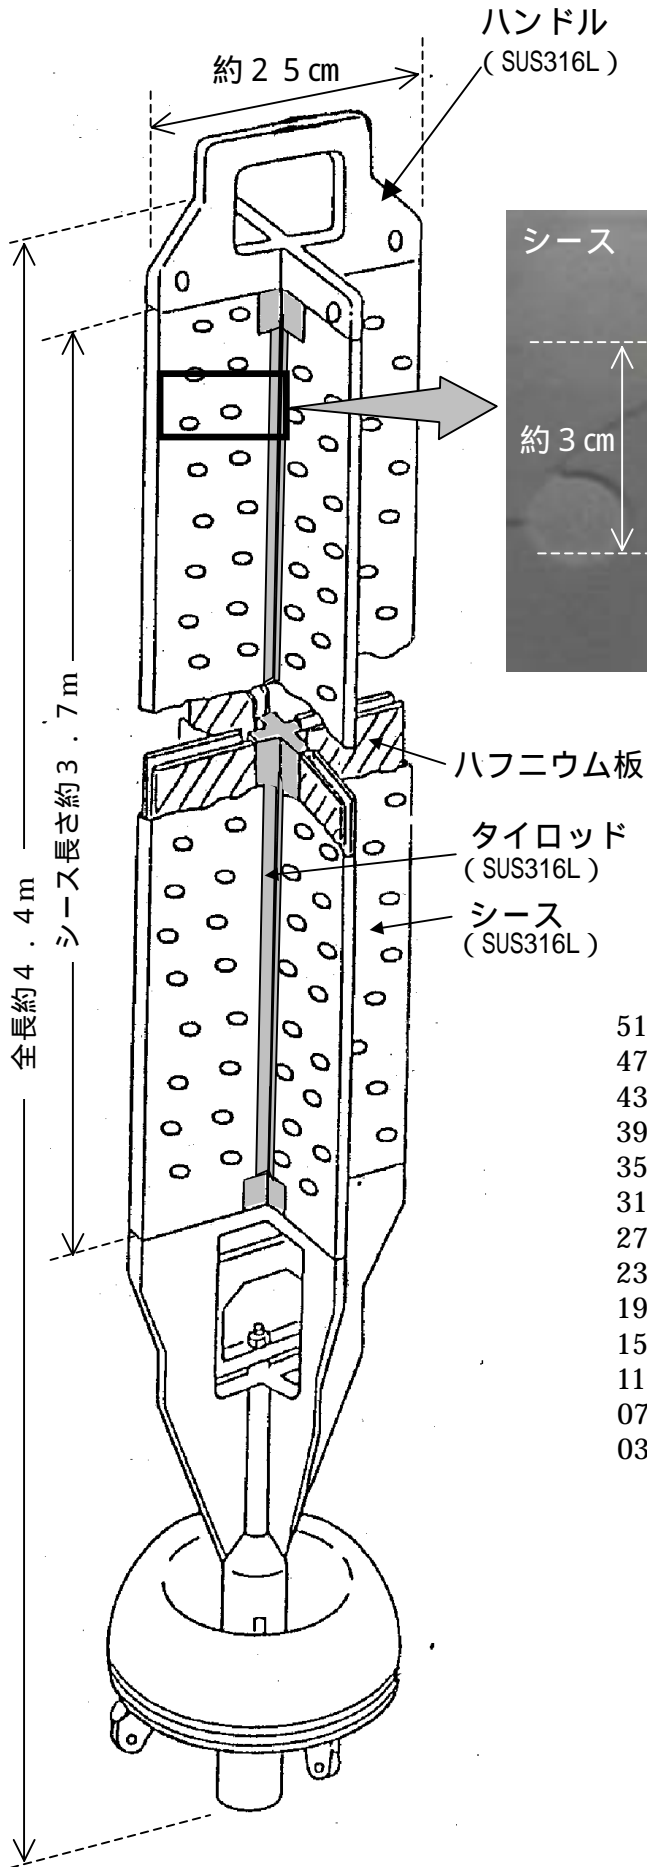 ハンドル
（SUS316L）
約２５㎝
シース
約３㎝
ハフニウム板
タイロッド
（SUS316L）
シース
（SUS316L）
シース長さ約３．７ｍ
全長約４．４ｍ
51
47
43
39
35
31
27
23
19
15
11
07
03